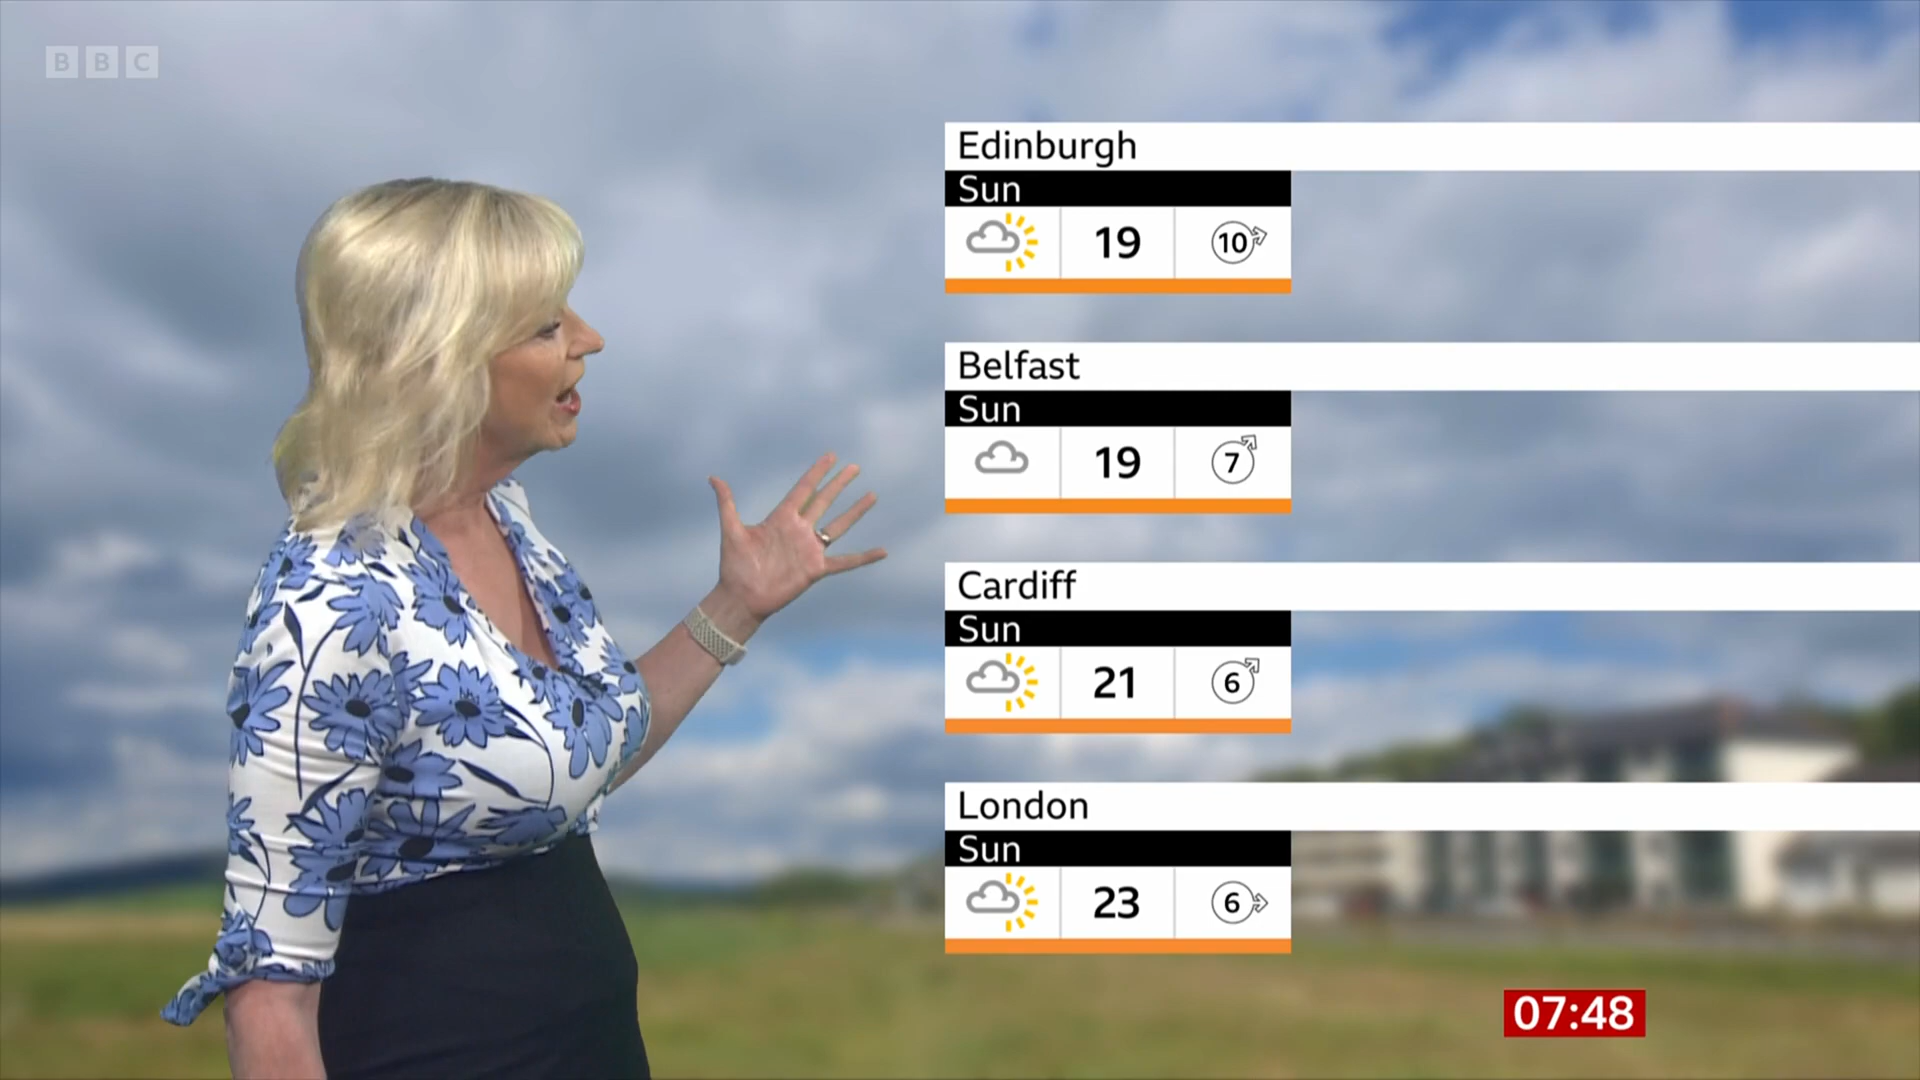 BBC
Edinburgh
Sun
19 10
Belfast
Sun
19 7
Cardiff
Sun
21 6
London
Sun
23 6
07:48